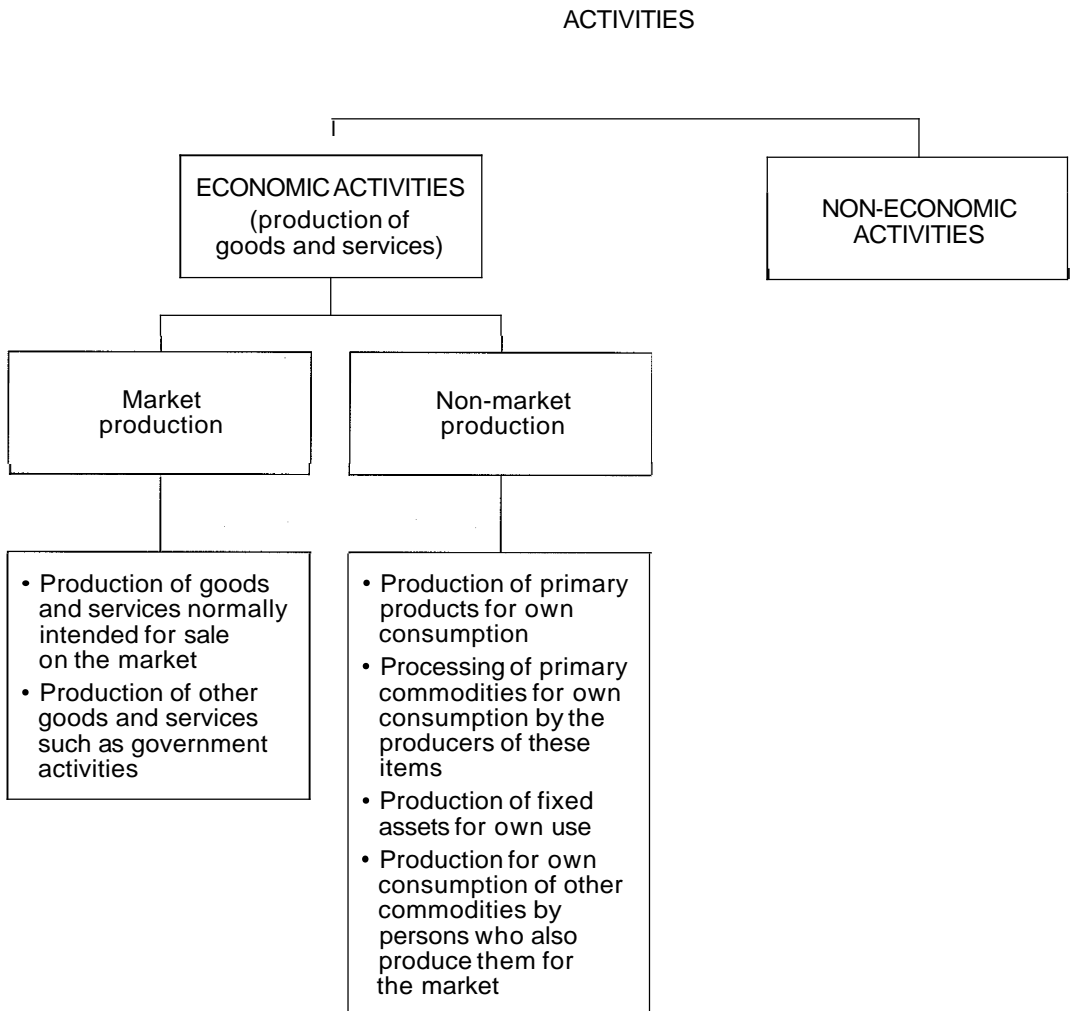 ACTIVITIES
ECONOMIC ACTIVITIES
(production of
goods and services)
NON-ECONOMIC
ACTIVITIES
Market
production
Non-market
production
• Production of goods
and services normally
intended for sale
on the market
• Production of other
goods and services
such as government
activities
• Production of primary
products for own
consumption
• Processing of primary
commodities for own
consumption by the
producers of these
items
• Production of fixed
assets for own use
• Production for own
consumption of other
commodities by
persons who also
produce them for
the market